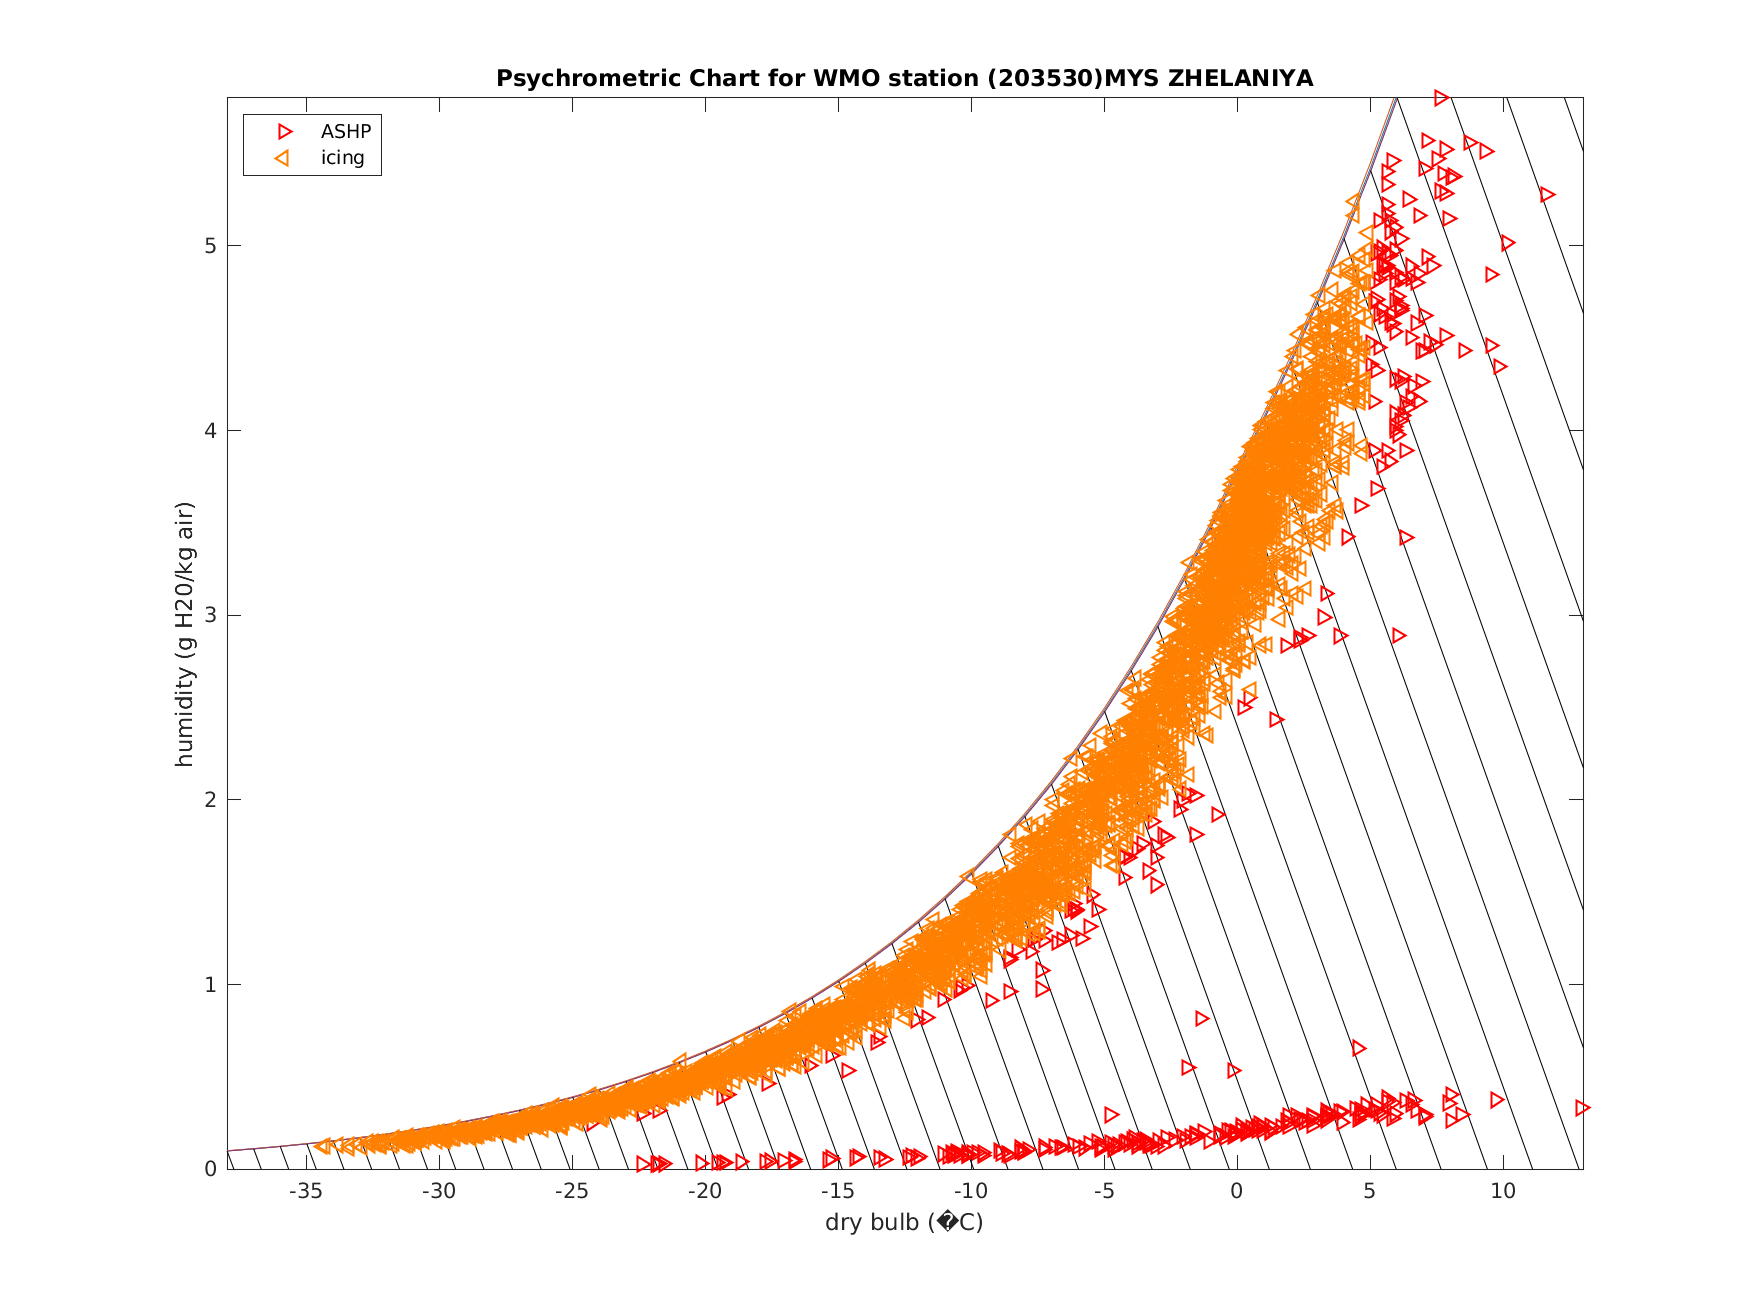 Psychrometric Chart for WMO station (203530)MYS ZHELANIYA
ASHP
icing
humidity (g H20/kg air)
5
4
3
2
1
0
-35 -30 -25 -20 -15 -10 -5 0 5 10
dry bulb (�C)